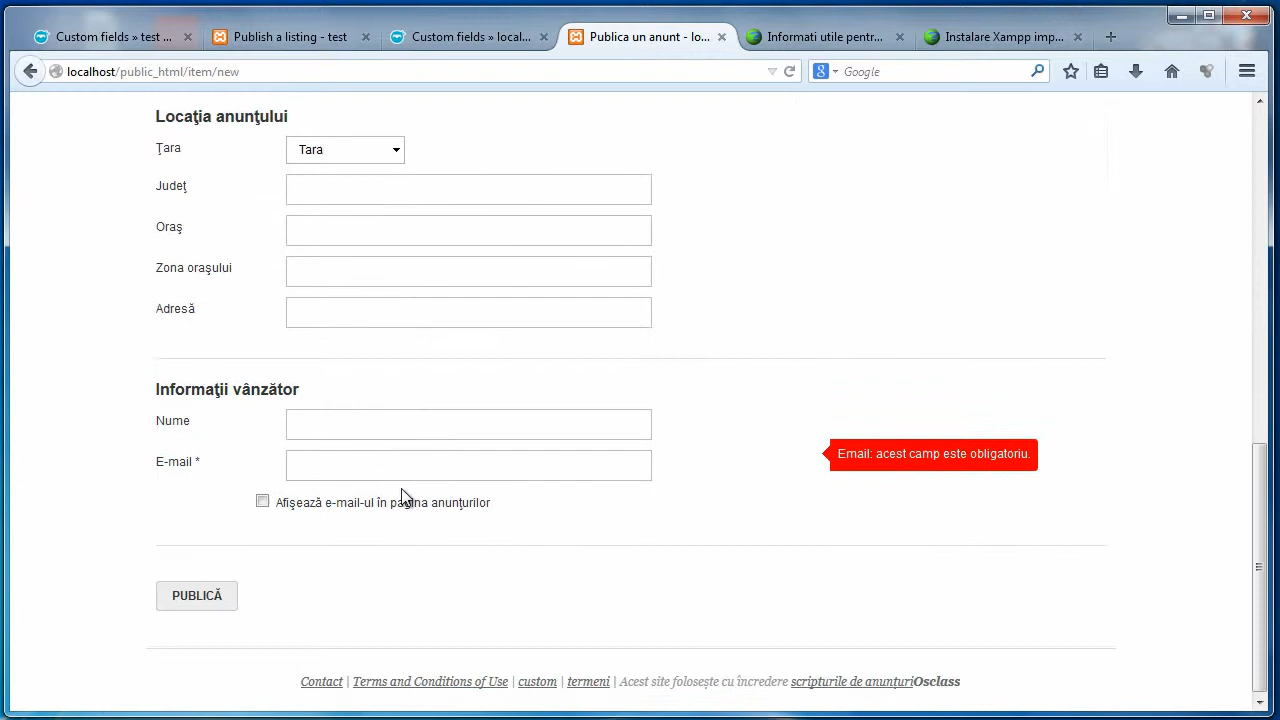 Custom fields » test ...
Publish a listing - test
Custom fields » local...
Publica un anunt - lo...
Informati utile pentr...
Instalare Xampp imp...
localhost/public_html/item/new
Google
Locaţia anunţului
Ţara
Tara
Judeţ
Oraş
Zona oraşului
Adresă
Informaţii vânzător
Nume
E-mail *
Email: acest camp este obligatoriu.
Afişează e-mail-ul în pagina anunţurilor
PUBLICĂ
Contact | Terms and Conditions of Use | custom | termeni | Acest site folosește cu încredere scripturile de anunțuriOsclass